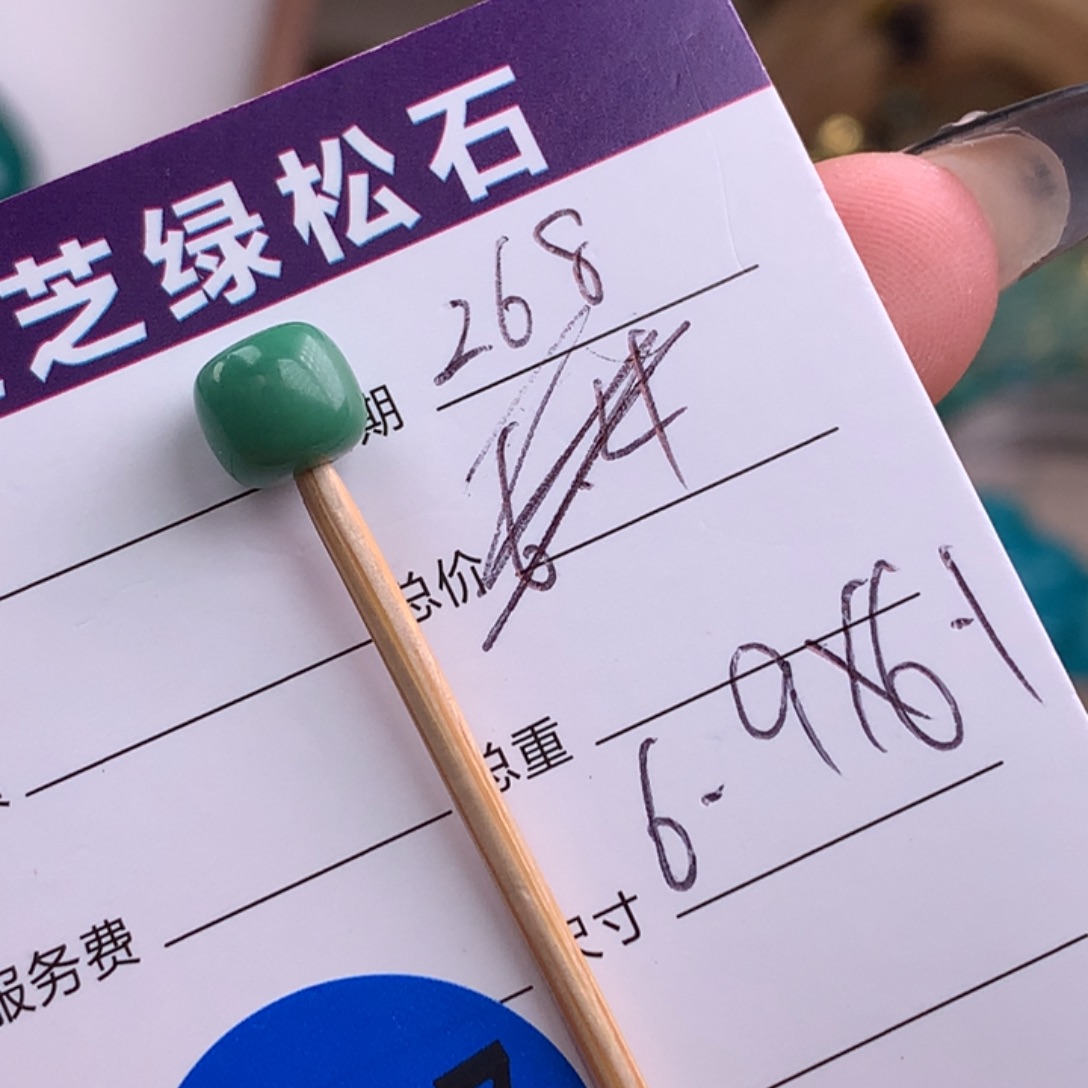 芝绿松石
期 268
总价
总重
服务费
尺寸 6.9X6.1